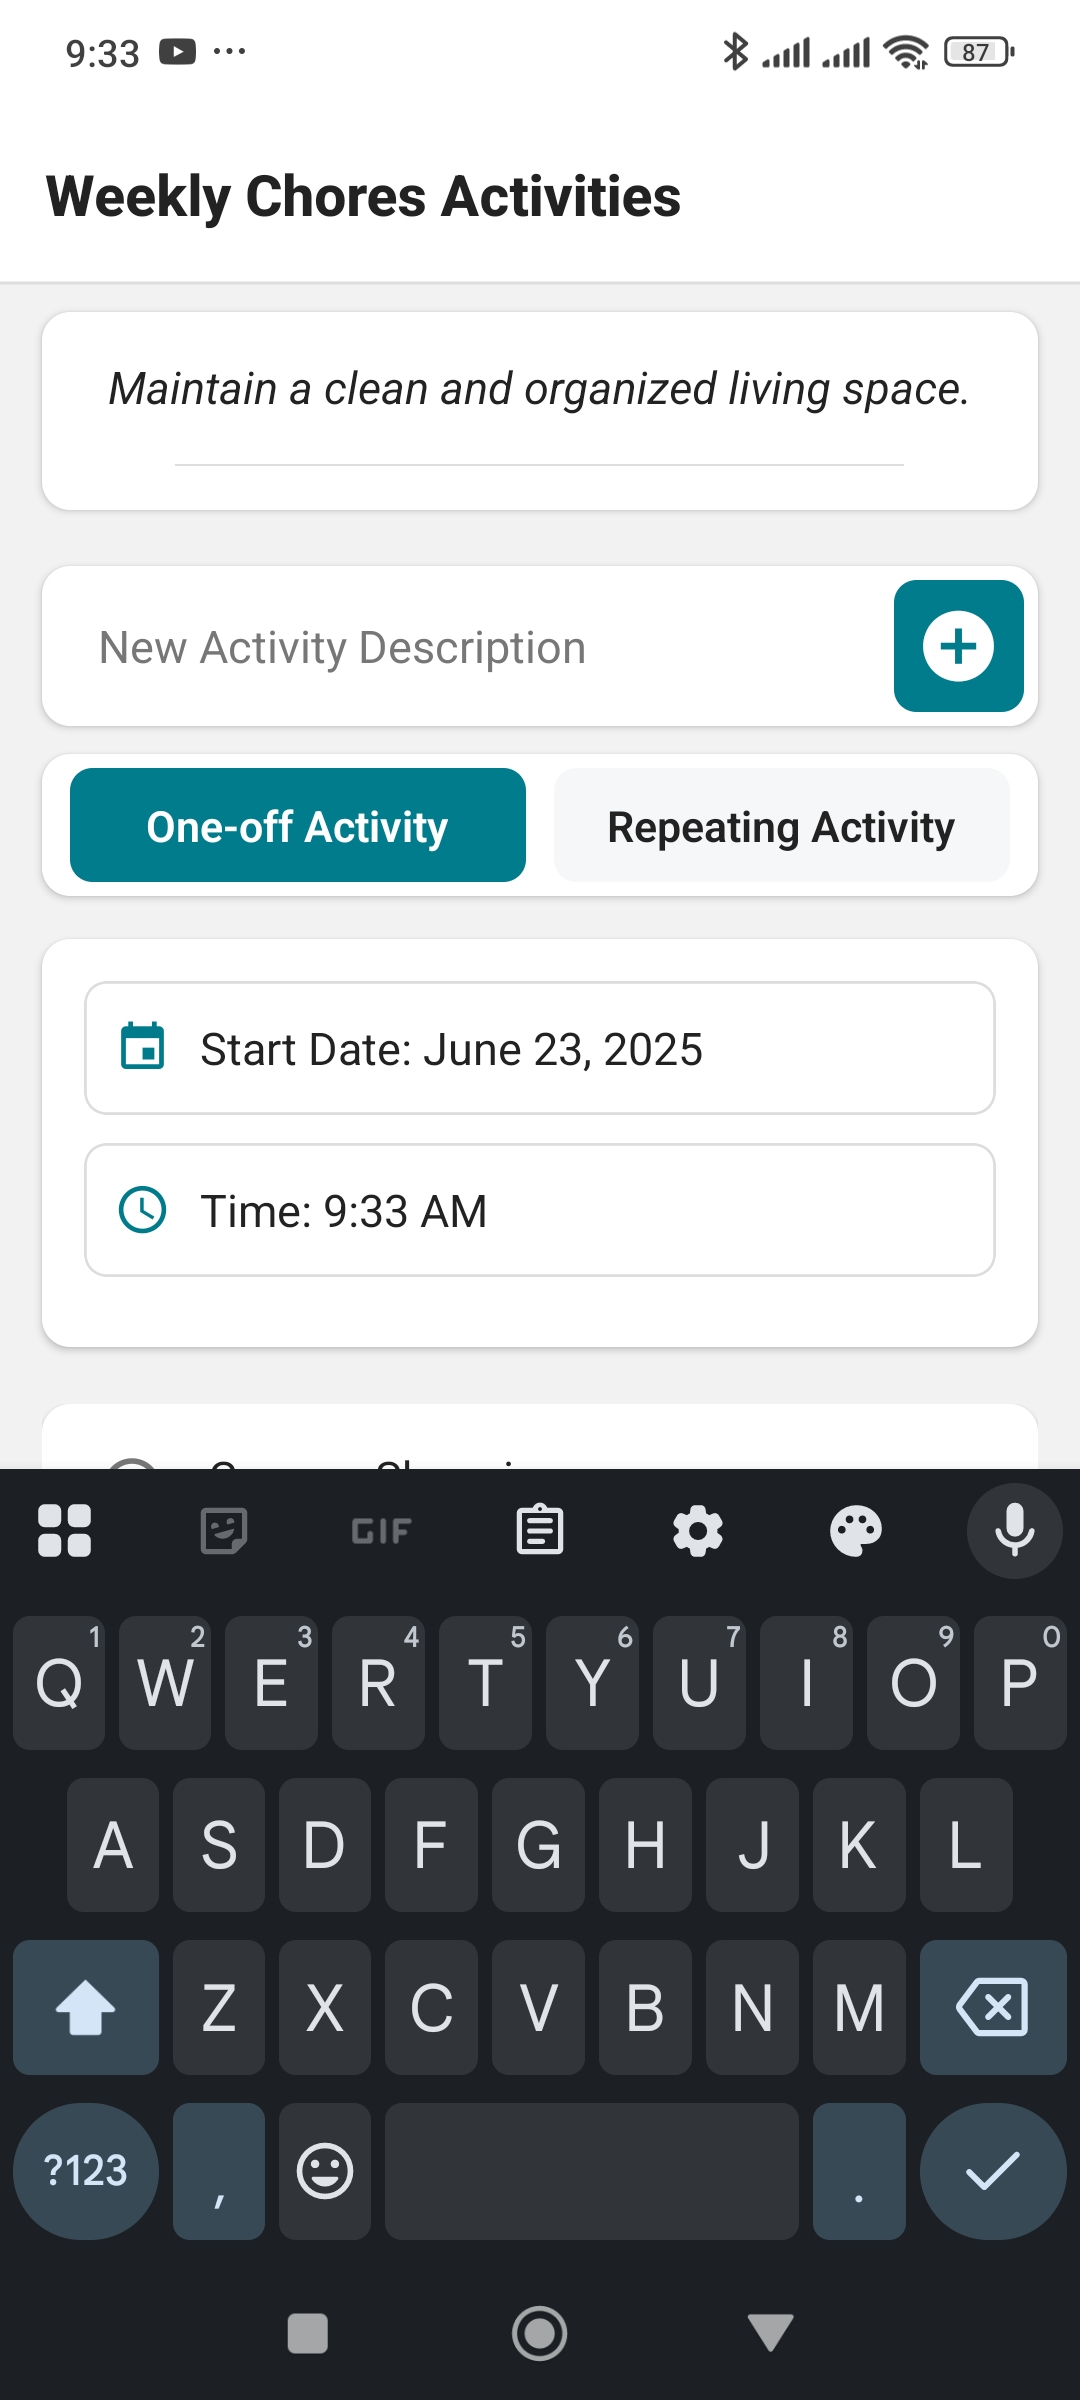 9:33
87
Weekly Chores Activities
Maintain a clean and organized living space.
New Activity Description
One-off Activity
Repeating Activity
Start Date: June 23, 2025
Time: 9:33 AM
GIF
Q 1 W 2 E 3 R 4 T 5 Y 6 U 7 I 8 O 9 P 0
A S D F G H J K L
Z X C V B N M
?123 , .